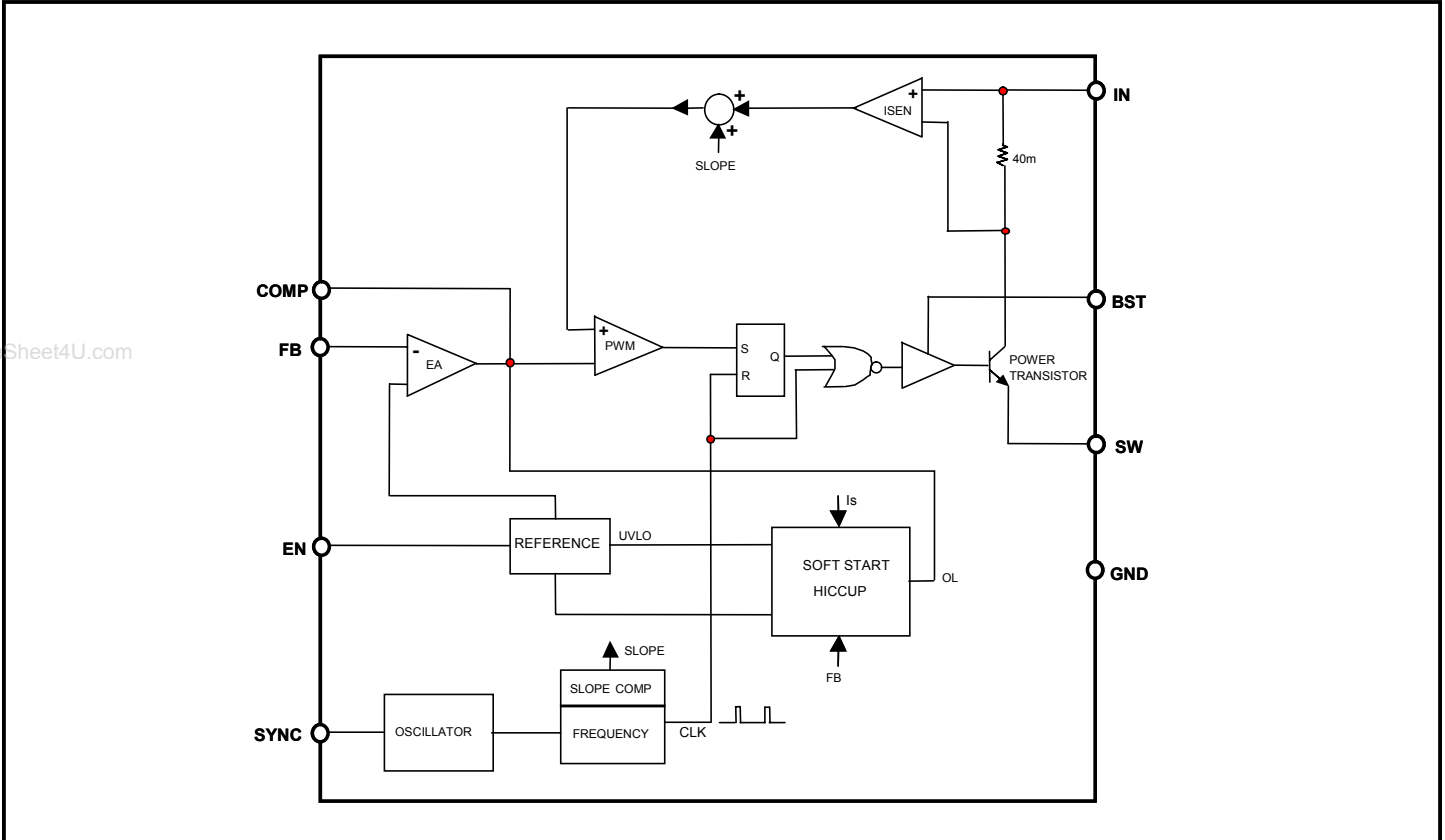 IN
+
+
ISEN
+
SLOPE
40m
COMP
BST
FB
-
EA
+
PWM
S
Q
R
POWER
TRANSISTOR
SW
Sheet4U.com
Is
EN
REFERENCE
UVLO
SOFT START
HICCUP
OL
GND
FB
SLOPE
SLOPE COMP
SYNC
OSCILLATOR
FREQUENCY
CLK